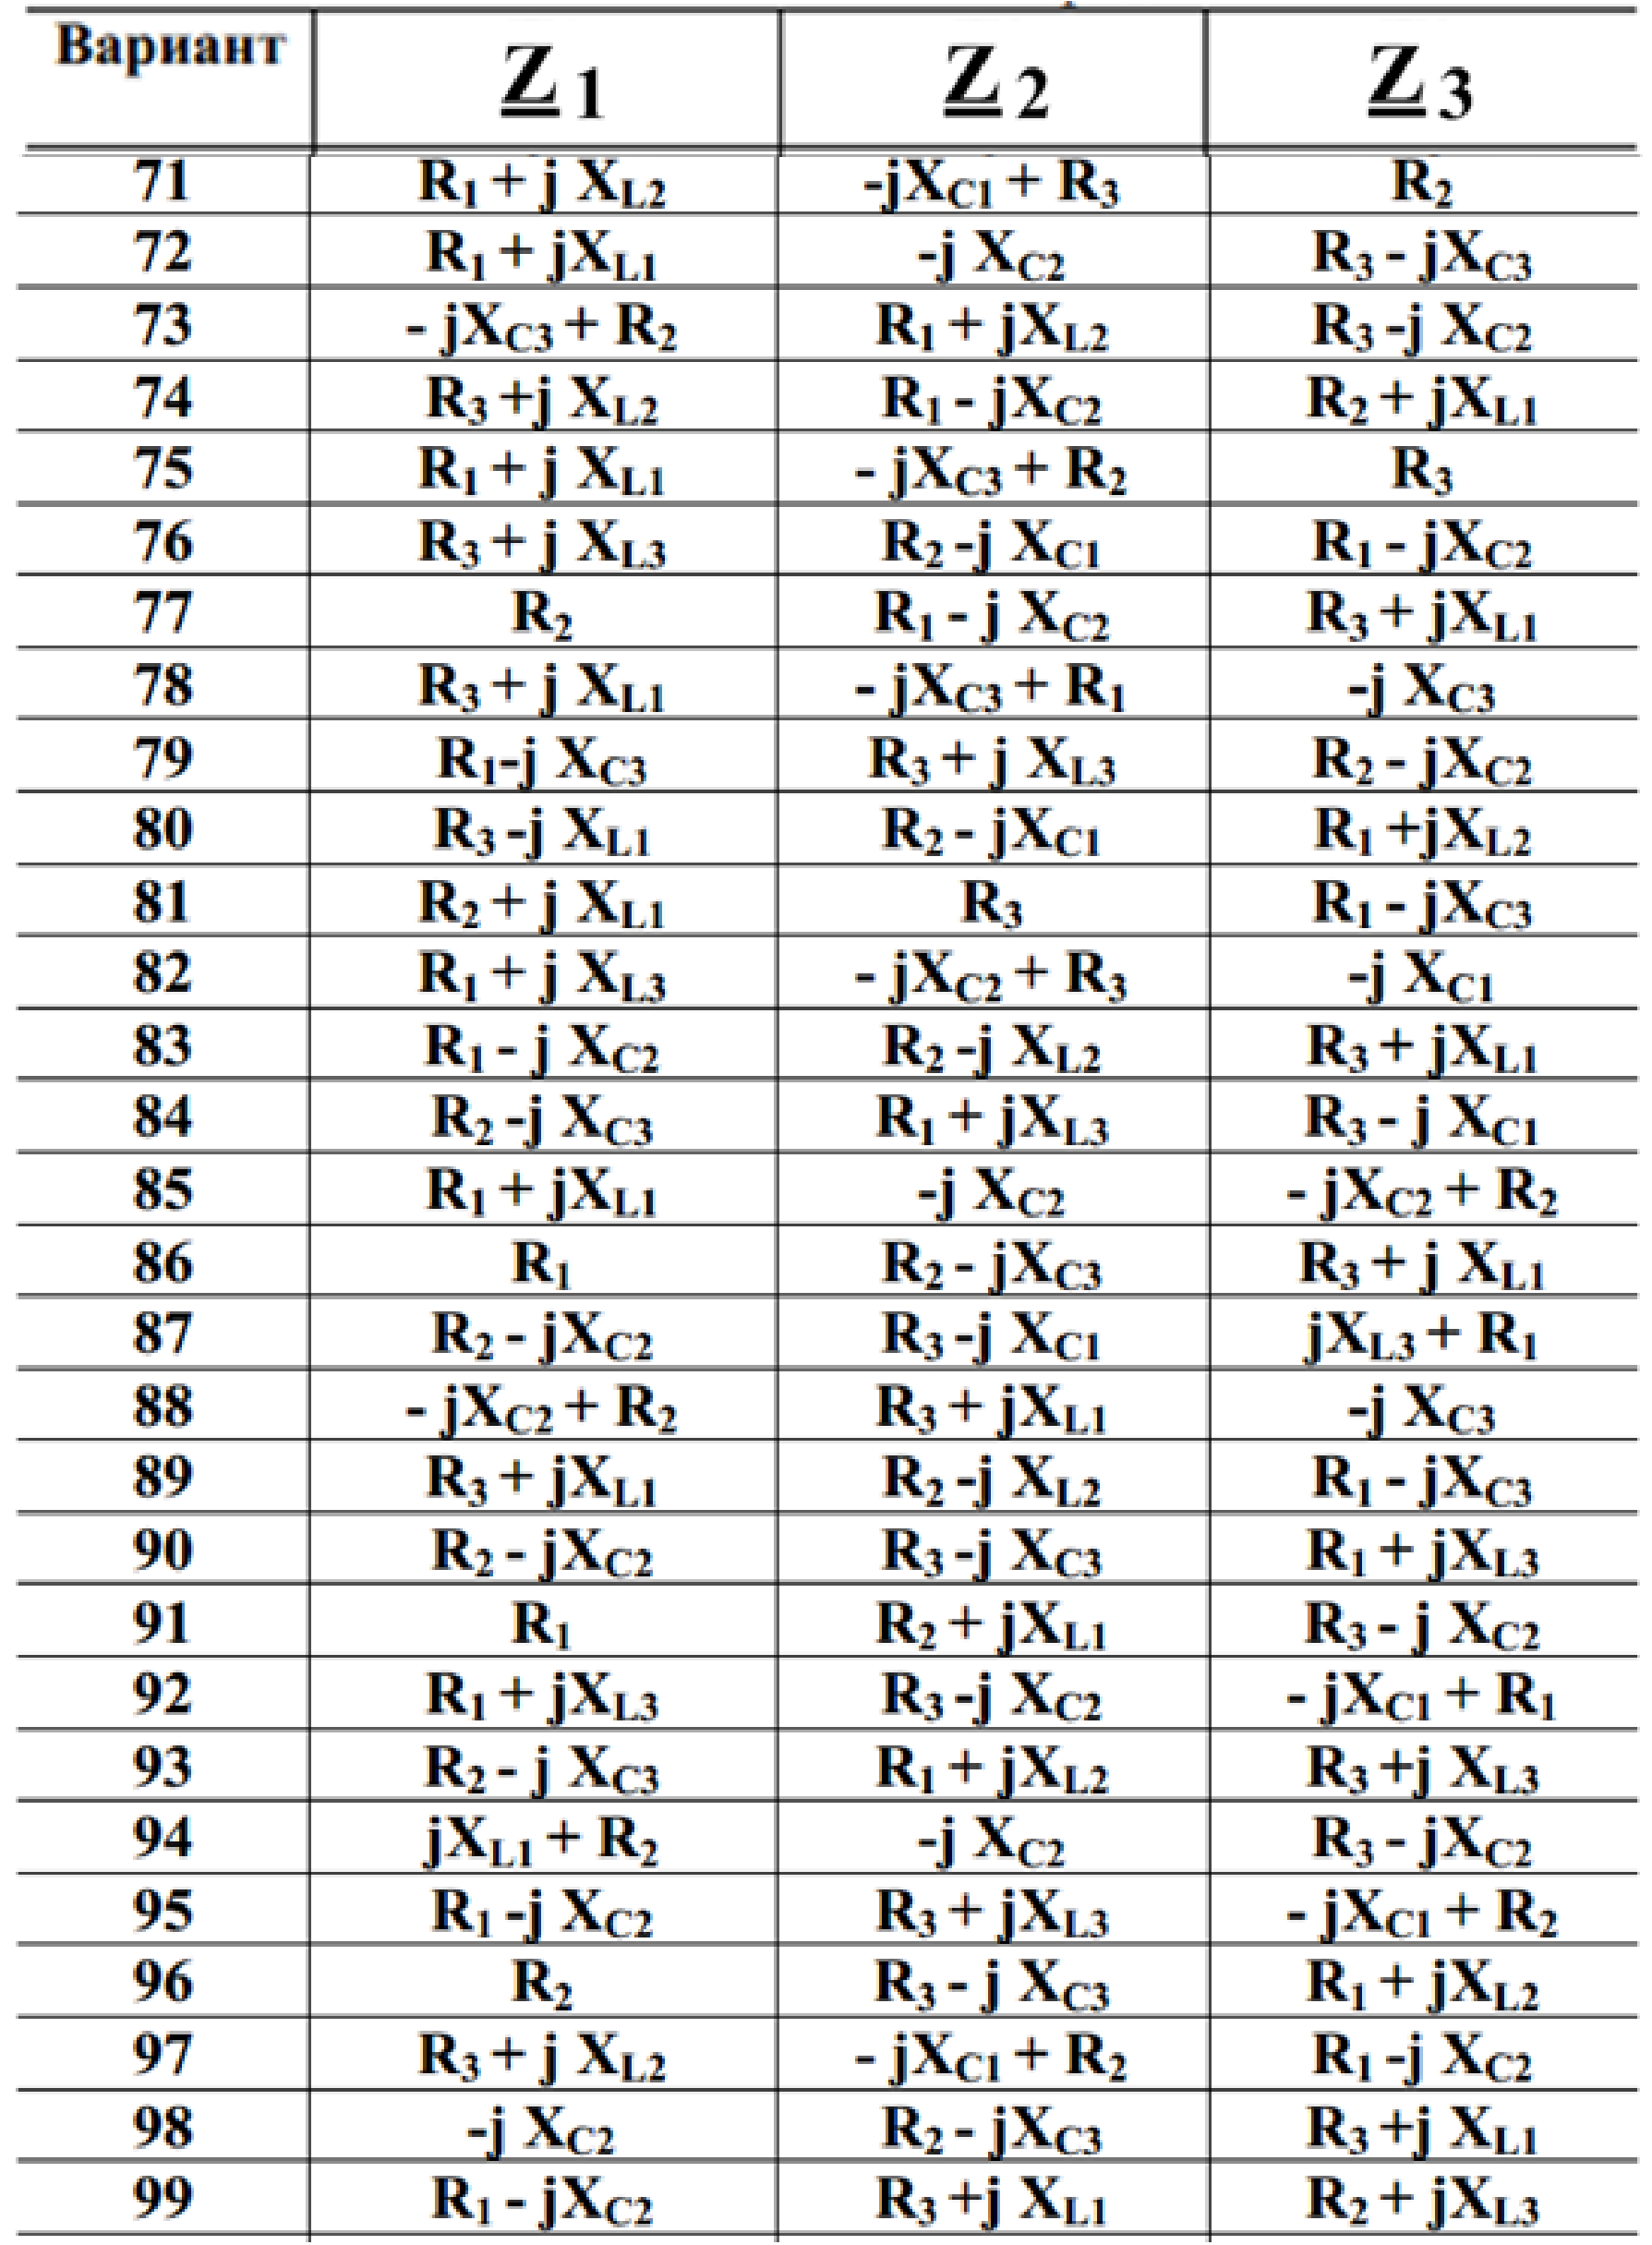 Вариант Z 1 Z 2 Z 3
71 R1 + j XL2 -jXC1 + R3 R2
72 R1 + jXL1 -j XC2 R3 - jXC3
73 - jXC3 + R2 R1 + jXL2 R3 -j XC2
74 R3 +j XL2 R1 - jXC2 R2 + jXL1
75 R1 + j XL1 - jXC3 + R2 R3
76 R3 + j XL3 R2 -j XC1 R1 - jXC2
77 R2 R1 - j XC2 R3 + jXL1
78 R3 + j XL1 - jXC3 + R1 -j XC3
79 R1-j XC3 R3 + j XL3 R2 - jXC2
80 R3 -j XL1 R2 - jXC1 R1 +jXL2
81 R2 + j XL1 R3 R1 - jXC3
82 R1 + j XL3 - jXC2 + R3 -j XC1
83 R1 - j XC2 R2 -j XL2 R3 + jXL1
84 R2 -j XC3 R1 + jXL3 R3 - j XC1
85 R1 + jXL1 -j XC2 - jXC2 + R2
86 R1 R2 - jXC3 R3 + j XL1
87 R2 - jXC2 R3 -j XC1 jXL3 + R1
88 - jXC2 + R2 R3 + jXL1 -j XC3
89 R3 + jXL1 R2 -j XL2 R1 - jXC3
90 R2 - jXC2 R3 -j XC3 R1 + jXL3
91 R1 R2 + jXL1 R3 - j XC2
92 R1 + jXL3 R3 -j XC2 - jXC1 + R1
93 R2 - j XC3 R1 + jXL2 R3 +j XL3
94 jXL1 + R2 -j XC2 R3 - jXC2
95 R1 -j XC2 R3 + jXL3 - jXC1 + R2
96 R2 R3 - j XC3 R1 + jXL2
97 R3 + j XL2 - jXC1 + R2 R1 -j XC2
98 -j XC2 R2 - jXC3 R3 +j XL1
99 R1 - jXC2 R3 +j XL1 R2 + jXL3